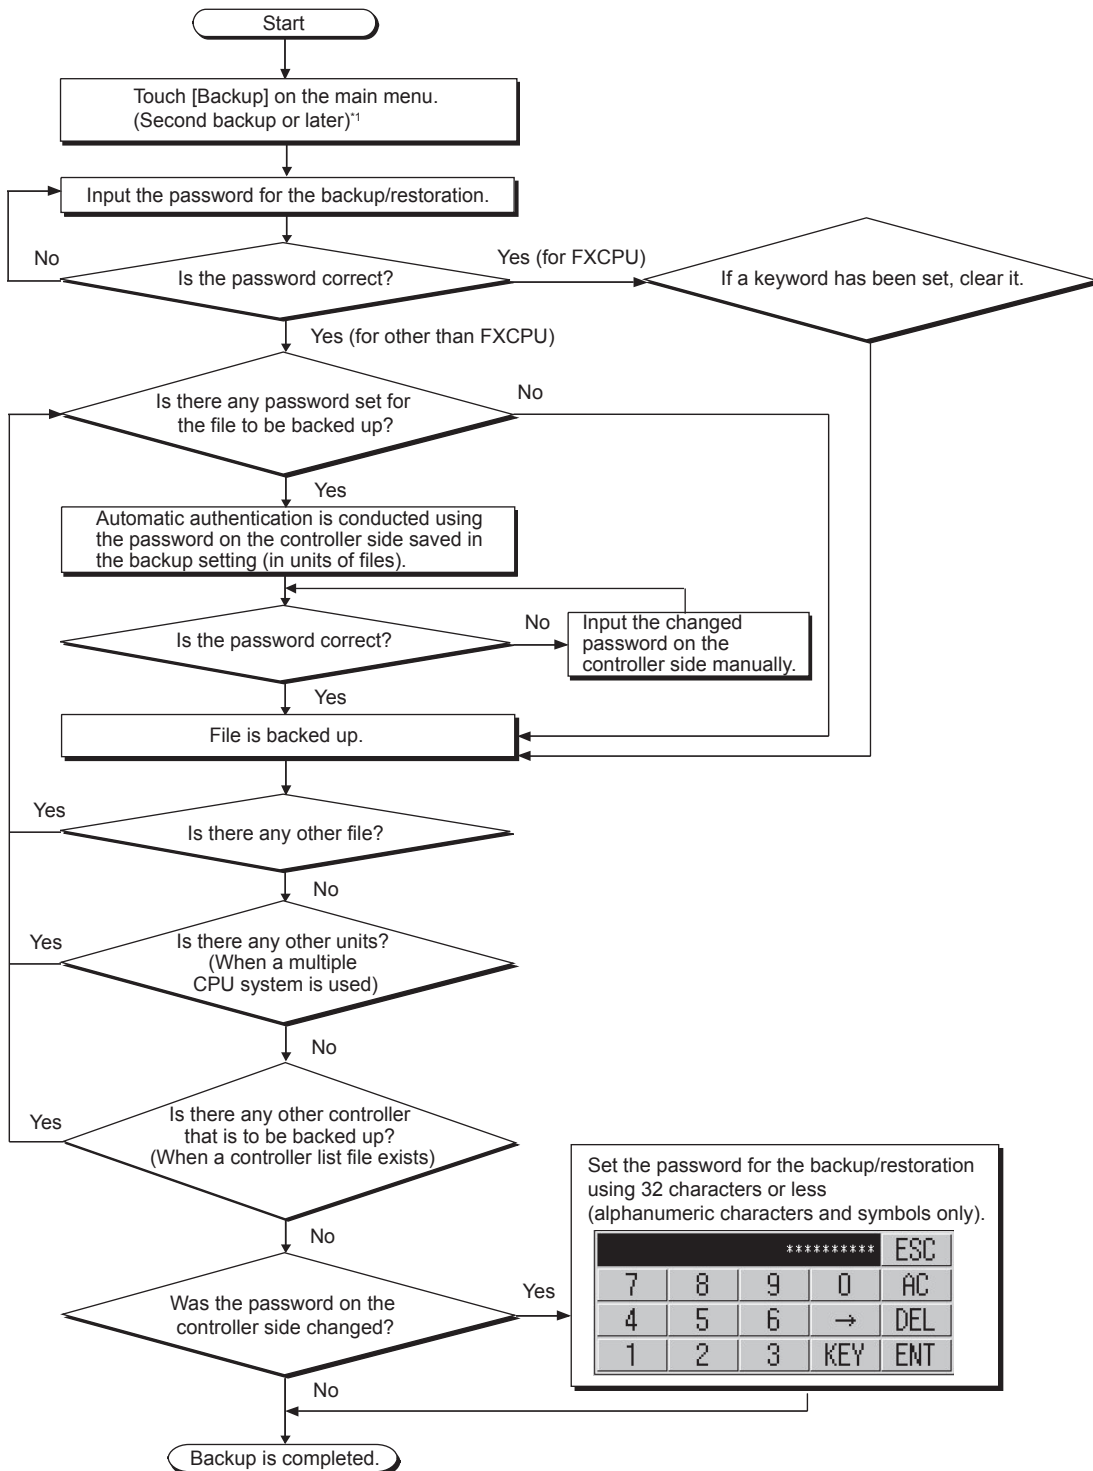 Start
Touch [Backup] on the main menu.
(Second backup or later)*1
Input the password for the backup/restoration.
No
Is the password correct?
Yes (for FXCPU)
If a keyword has been set, clear it.
Yes (for other than FXCPU)
Is there any password set for
the file to be backed up?
No
Yes
Automatic authentication is conducted using
the password on the controller side saved in
the backup setting (in units of files).
Is the password correct?
No
Input the changed
password on the
controller side manually.
Yes
File is backed up.
Yes
Is there any other file?
No
Yes
Is there any other units?
(When a multiple
CPU system is used)
No
Yes
Is there any other controller
that is to be backed up?
(When a controller list file exists)
No
Set the password for the backup/restoration
using 32 characters or less
(alphanumeric characters and symbols only).
********** ESC
7 8 9 0 AC
4 5 6 → DEL
1 2 3 KEY ENT
Was the password on the
controller side changed?
Yes
No
Backup is completed.